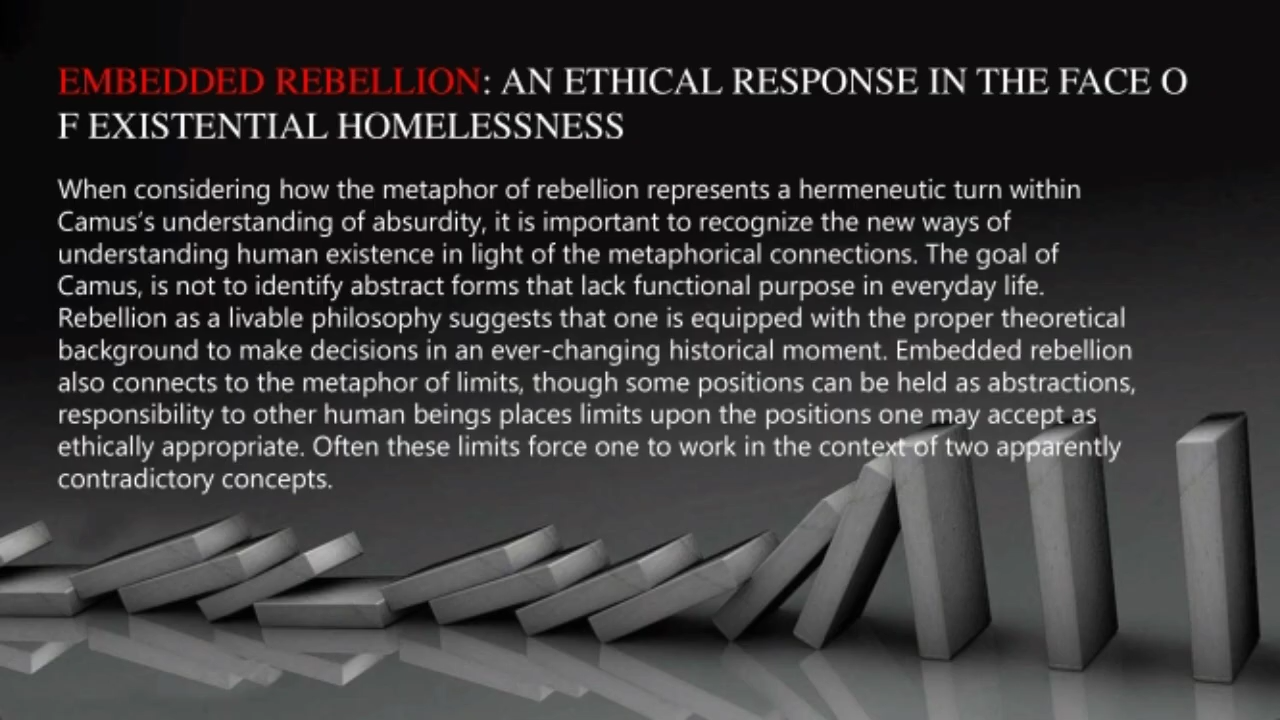 EMBEDDED REBELLION: AN ETHICAL RESPONSE IN THE FACE O
F EXISTENTIAL HOMELESSNESS
When considering how the metaphor of rebellion represents a hermeneutic turn within
Camus's understanding of absurdity, it is important to recognize the new ways of
understanding human existence in light of the metaphorical connections. The goal of
Camus, is not to identify abstract forms that lack functional purpose in everyday life.
Rebellion as a livable philosophy suggests that one is equipped with the proper theoretical
background to make decisions in an ever-changing historical moment. Embedded rebellion
also connects to the metaphor of limits, though some positions can be held as abstractions,
responsibility to other human beings places limits upon the positions one may accept as
ethically appropriate. Often these limits force one to work in the context of two apparently
contradictory concepts.